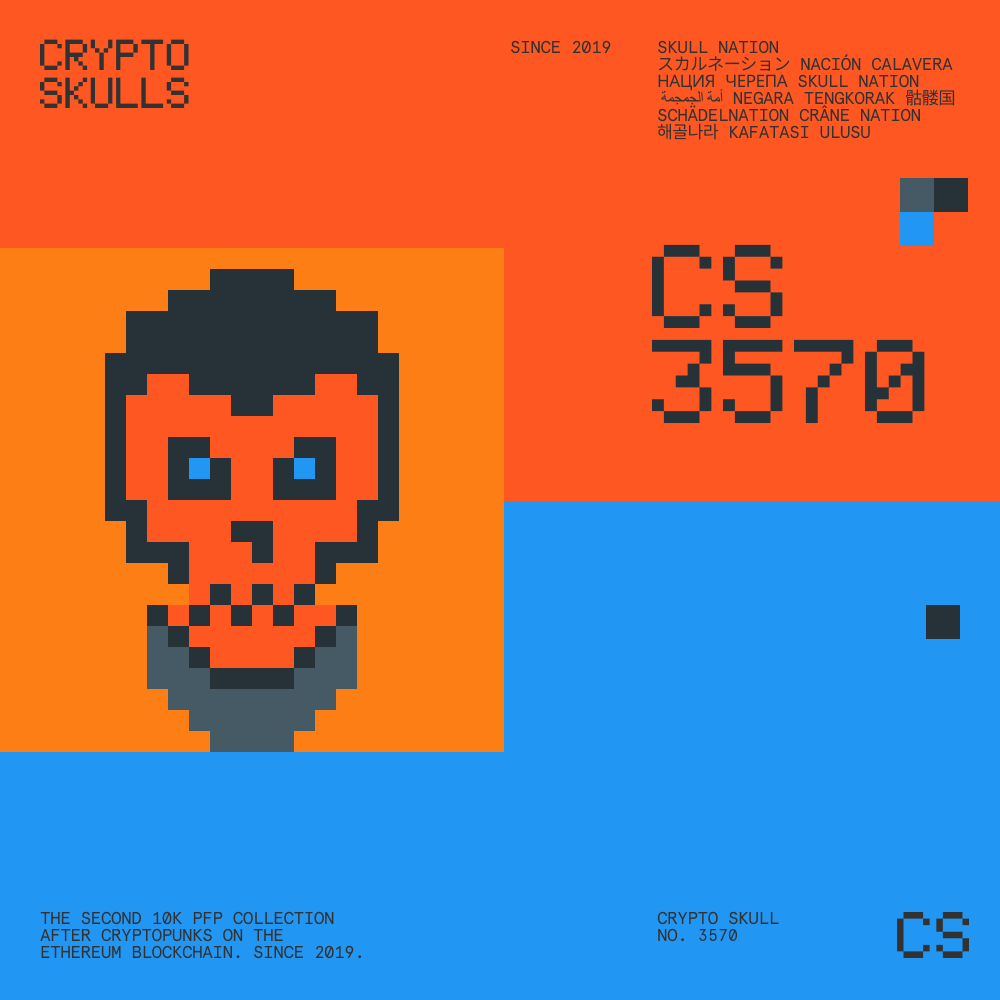 CRYPTO
SKULLS
SINCE 2019
SKULL NATION
スカルネーション NACIÓN CALAVERA
НАЦИЯ ЧЕРЕПА SKULL NATION
أمة الجمجمة NEGARA TENGKORAK 骷髅国
SCHÄDELNATION CRÂNE NATION
해골나라 KAFATASI ULUSU
CS
3570
THE SECOND 10K PFP COLLECTION
AFTER CRYPTOPUNKS ON THE
ETHEREUM BLOCKCHAIN. SINCE 2019.
CRYPTO SKULL
NO. 3570
CS